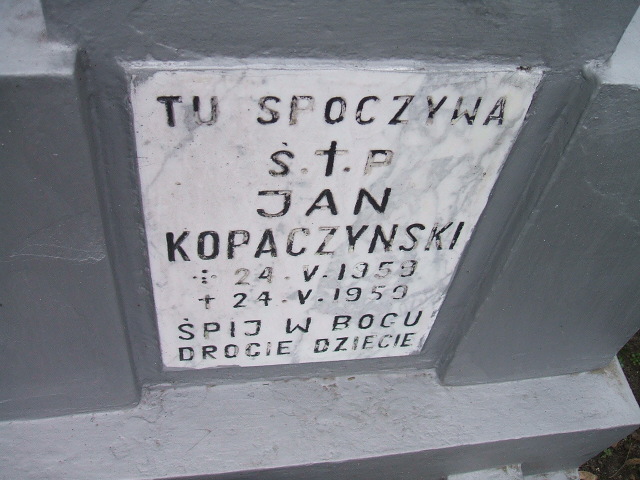 TU SPOCZYWA
Ś.†.P
JAN
KOPACZYNSKI
÷ 24.V.1959
+ 24.V.1959
ŚPIJ W BOGU
DROGIE DZIECIE